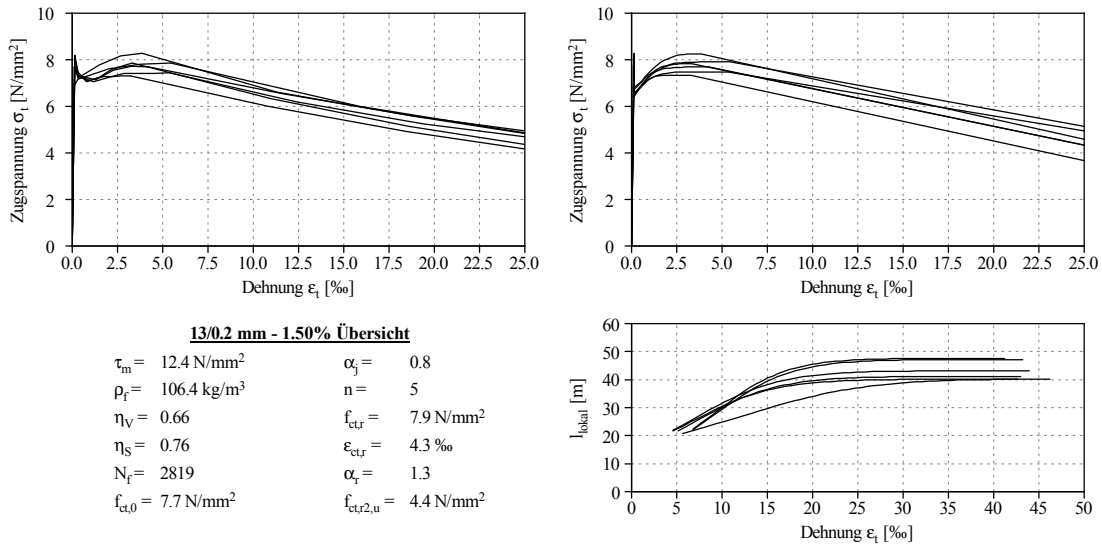 10
8
6
4
2
0
Zugspannung σt [N/mm²]
0.0 2.5 5.0 7.5 10.0 12.5 15.0 17.5 20.0 22.5 25.0
Dehnung εt [‰]
10
8
6
4
2
0
Zugspannung σt [N/mm²]
0.0 2.5 5.0 7.5 10.0 12.5 15.0 17.5 20.0 22.5 25.0
Dehnung εt [‰]
13/0.2 mm - 1.50% Übersicht
τm = 12.4 N/mm² αj = 0.8
ρf = 106.4 kg/m³ n = 5
ηV = 0.66 fct,r = 7.9 N/mm²
ηS = 0.76 εct,r = 4.3 ‰
Nf = 2819 αr = 1.3
fct,0 = 7.7 N/mm² fct,r2,u = 4.4 N/mm²
60
50
40
30
20
10
0
llokal [m]
0 5 10 15 20 25 30 35 40 45 50
Dehnung εt [‰]